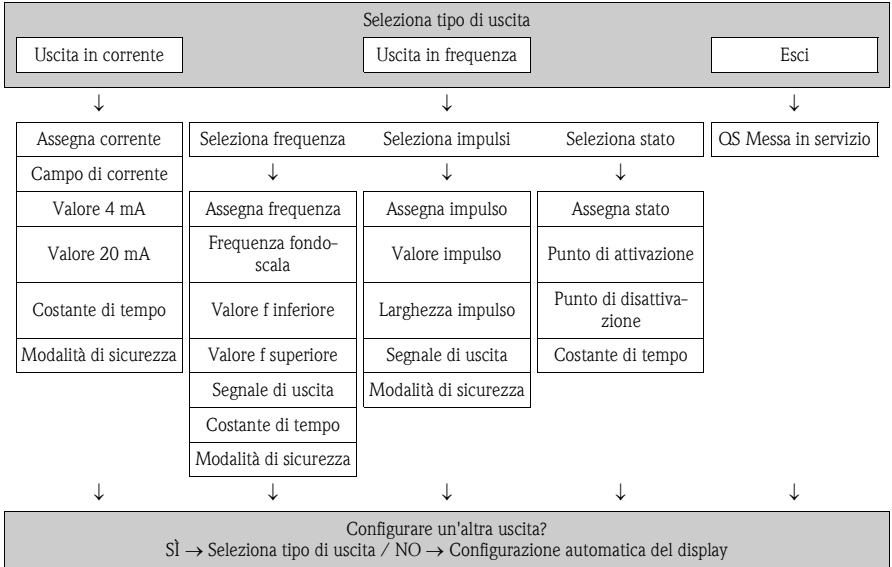 Seleziona tipo di uscita
Uscita in corrente
Uscita in frequenza
Esci
↓ ↓ ↓
Assegna corrente
Seleziona frequenza
Seleziona impulsi
Seleziona stato
QS Messa in servizio
Campo di corrente
↓ ↓ ↓
Valore 4 mA
Assegna frequenza
Assegna impulso
Assegna stato
Valore 20 mA
Frequenza fondo-
scala
Valore impulso
Punto di attivazione
Costante di tempo
Valore f inferiore
Larghezza impulso
Punto di disattiva-
zione
Modalità di sicurezza
Valore f superiore
Segnale di uscita
Costante di tempo
Segnale di uscita
Modalità di sicurezza
Costante di tempo
Modalità di sicurezza
↓ ↓ ↓ ↓ ↓
Configurare un'altra uscita?
SÌ → Seleziona tipo di uscita / NO → Configurazione automatica del display